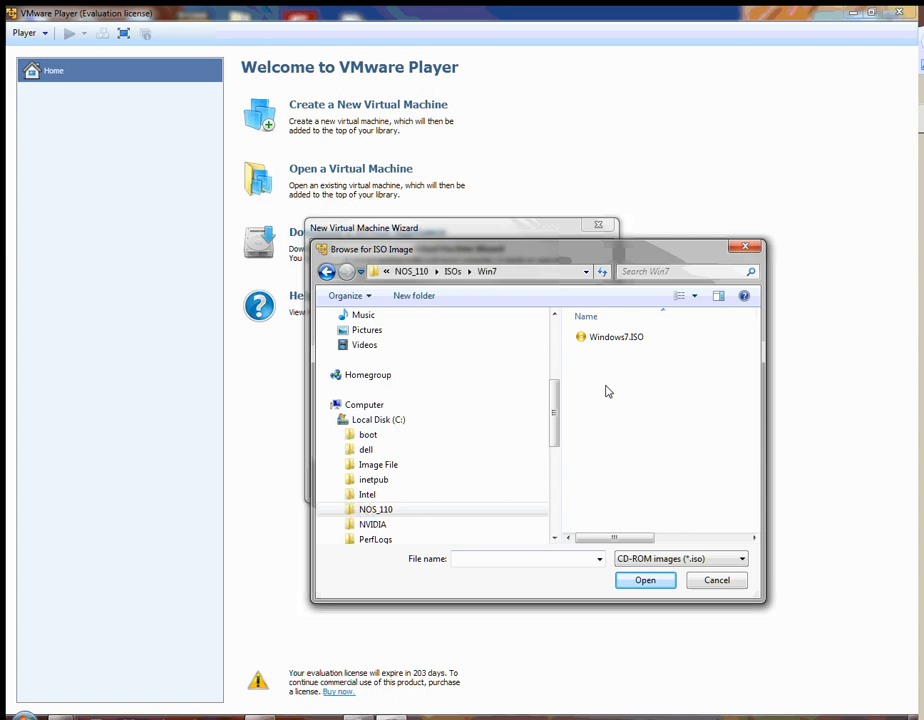 VMware Player (Evaluation license)
Player
Home
Welcome to VMware Player
Create a New Virtual Machine
Create a new virtual machine, which will then be
added to the top of your library.
Open a Virtual Machine
Open an existing virtual machine, which will then be
added to the top of your library.
New Virtual Machine Wizard
Browse for ISO Image
« NOS_110 ISOs Win7
Search Win7
Organize New folder
Music
Pictures
Videos
Homegroup
Computer
Local Disk (C:)
boot
dell
Image File
inetpub
Intel
NOS_110
NVIDIA
PerfLogs
Name
Windows7.ISO
File name:
CD-ROM images (*.iso)
Open Cancel
Your evaluation license will expire in 203 days. To
continue commercial use of this product, purchase
a license. Buy now.